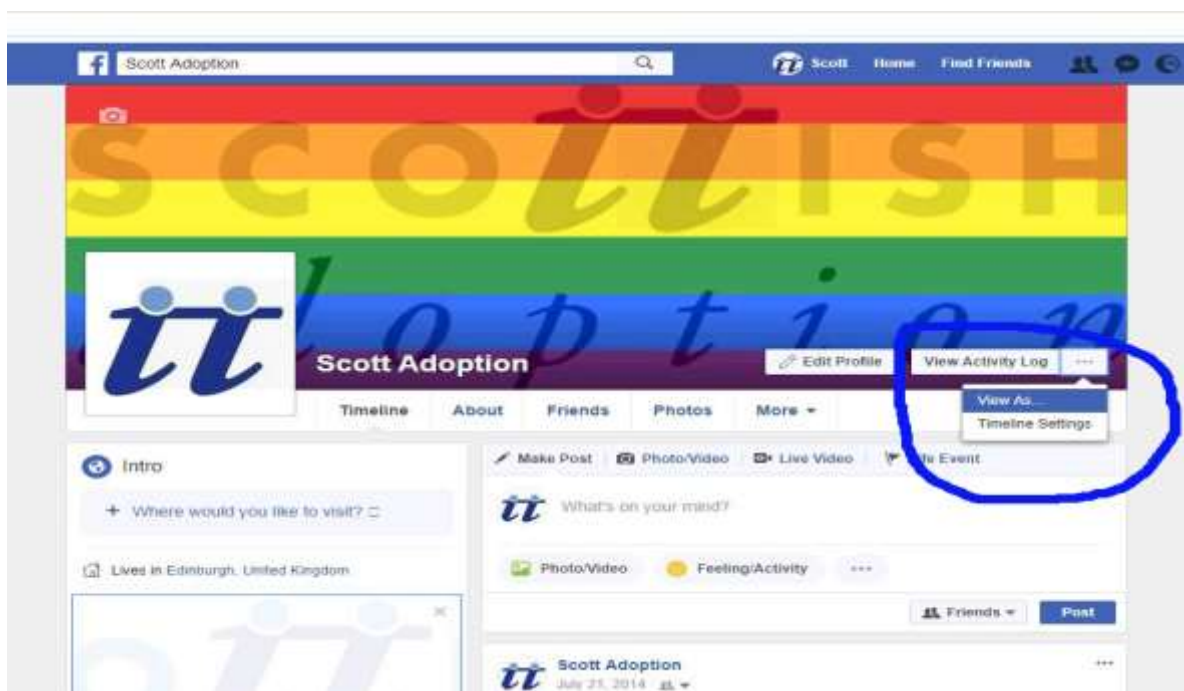 Scott Adoption
Scott Home Find Friends
SCOttISH
adoption
Scott Adoption
Edit Profile
View Activity Log ...
View As...
Timeline Settings
Timeline About Friends Photos More
Intro
Where would you like to visit?
Lives in Edinburgh, United Kingdom
Make Post Photo/Video Live Video Event
What's on your mind?
Photo/Video Feeling/Activity ...
Friends Post
Scott Adoption
July 21, 2014